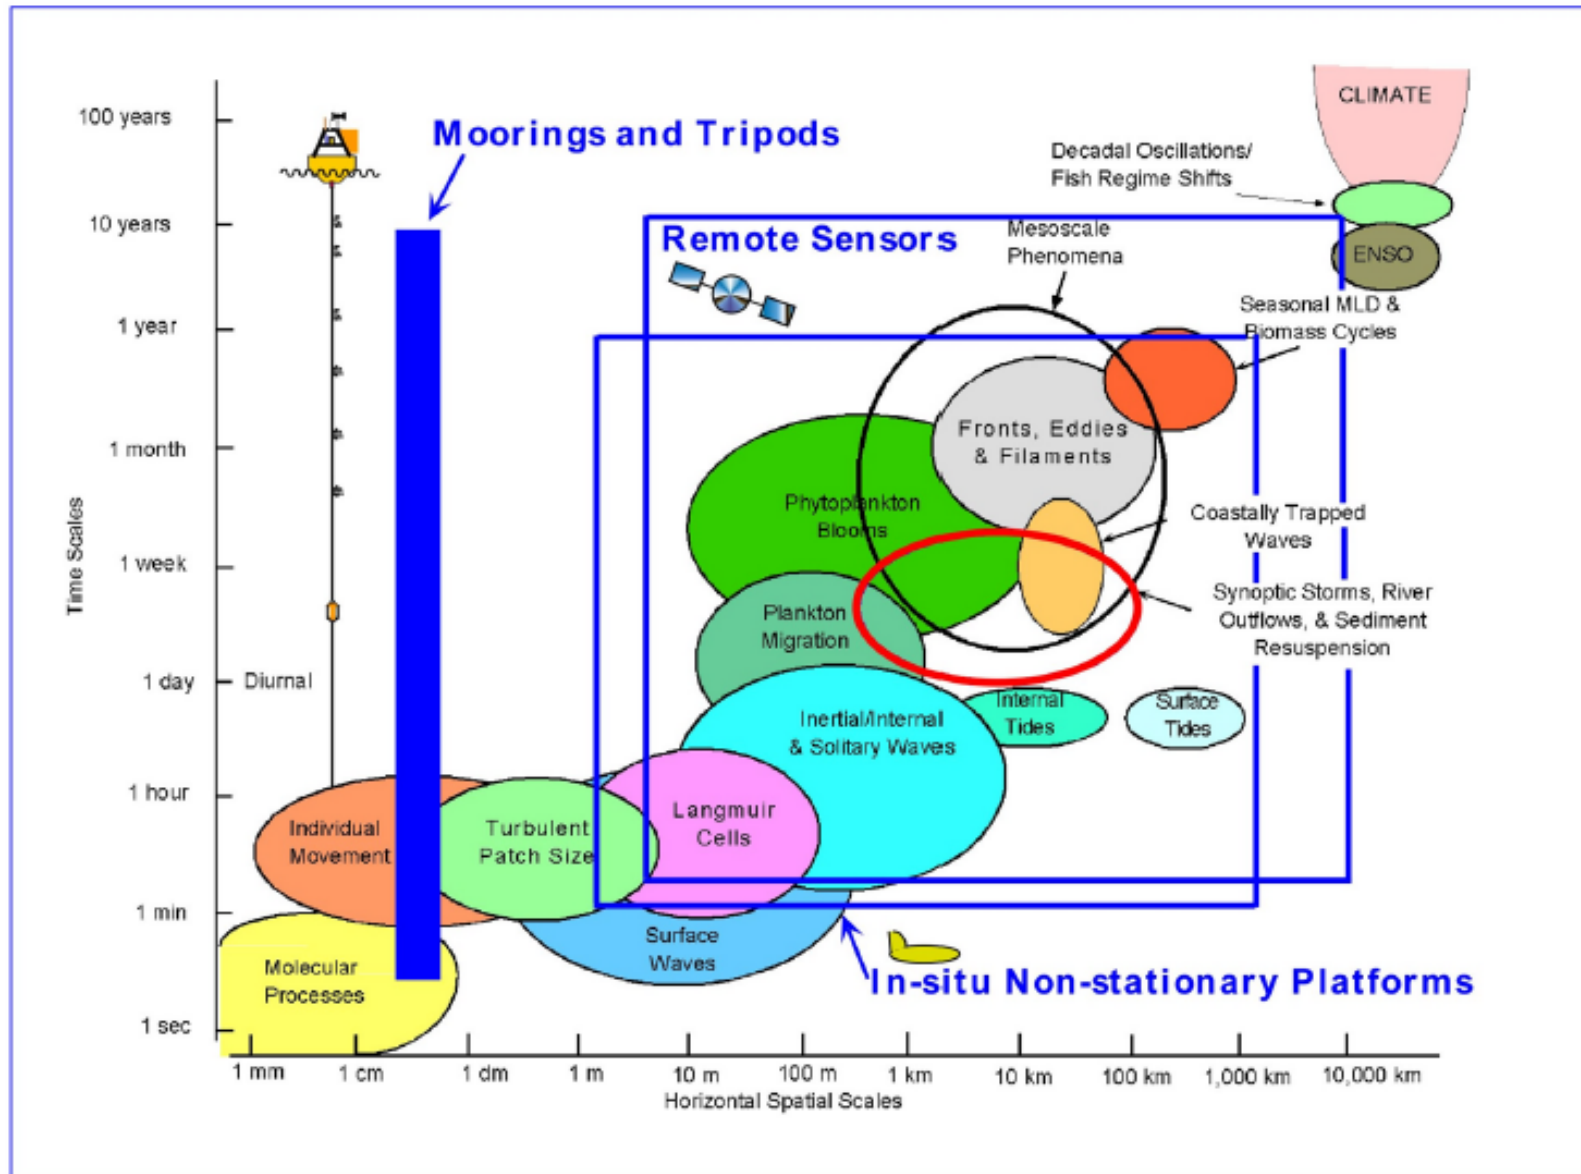 100 years
10 years
1 year
1 month
1 week
1 day
1 hour
1 min
1 sec
Time Scales
Diurnal
Moorings and Tripods
Remote Sensors
CLIMATE
Decadal Oscillations/
Fish Regime Shifts
ENSO
Mesoscale
Phenomena
Seasonal MLD &
Biomass Cycles
Fronts, Eddies
& Filaments
Phytoplankton
Blooms
Coastally Trapped
Waves
Synoptic Storms, River
Outflows, & Sediment
Resuspension
Plankton
Migration
Internal
Tides
Surface
Tides
Inertial/Internal
& Solitary Waves
Individual
Movement
Turbulent
Patch Size
Langmuir
Cells
Surface
Waves
Molecular
Processes
In-situ Non-stationary Platforms
1 mm
1 cm
1 dm
1 m
10 m
100 m
1 km
10 km
100 km
1,000 km
10,000 km
Horizontal Spatial Scales